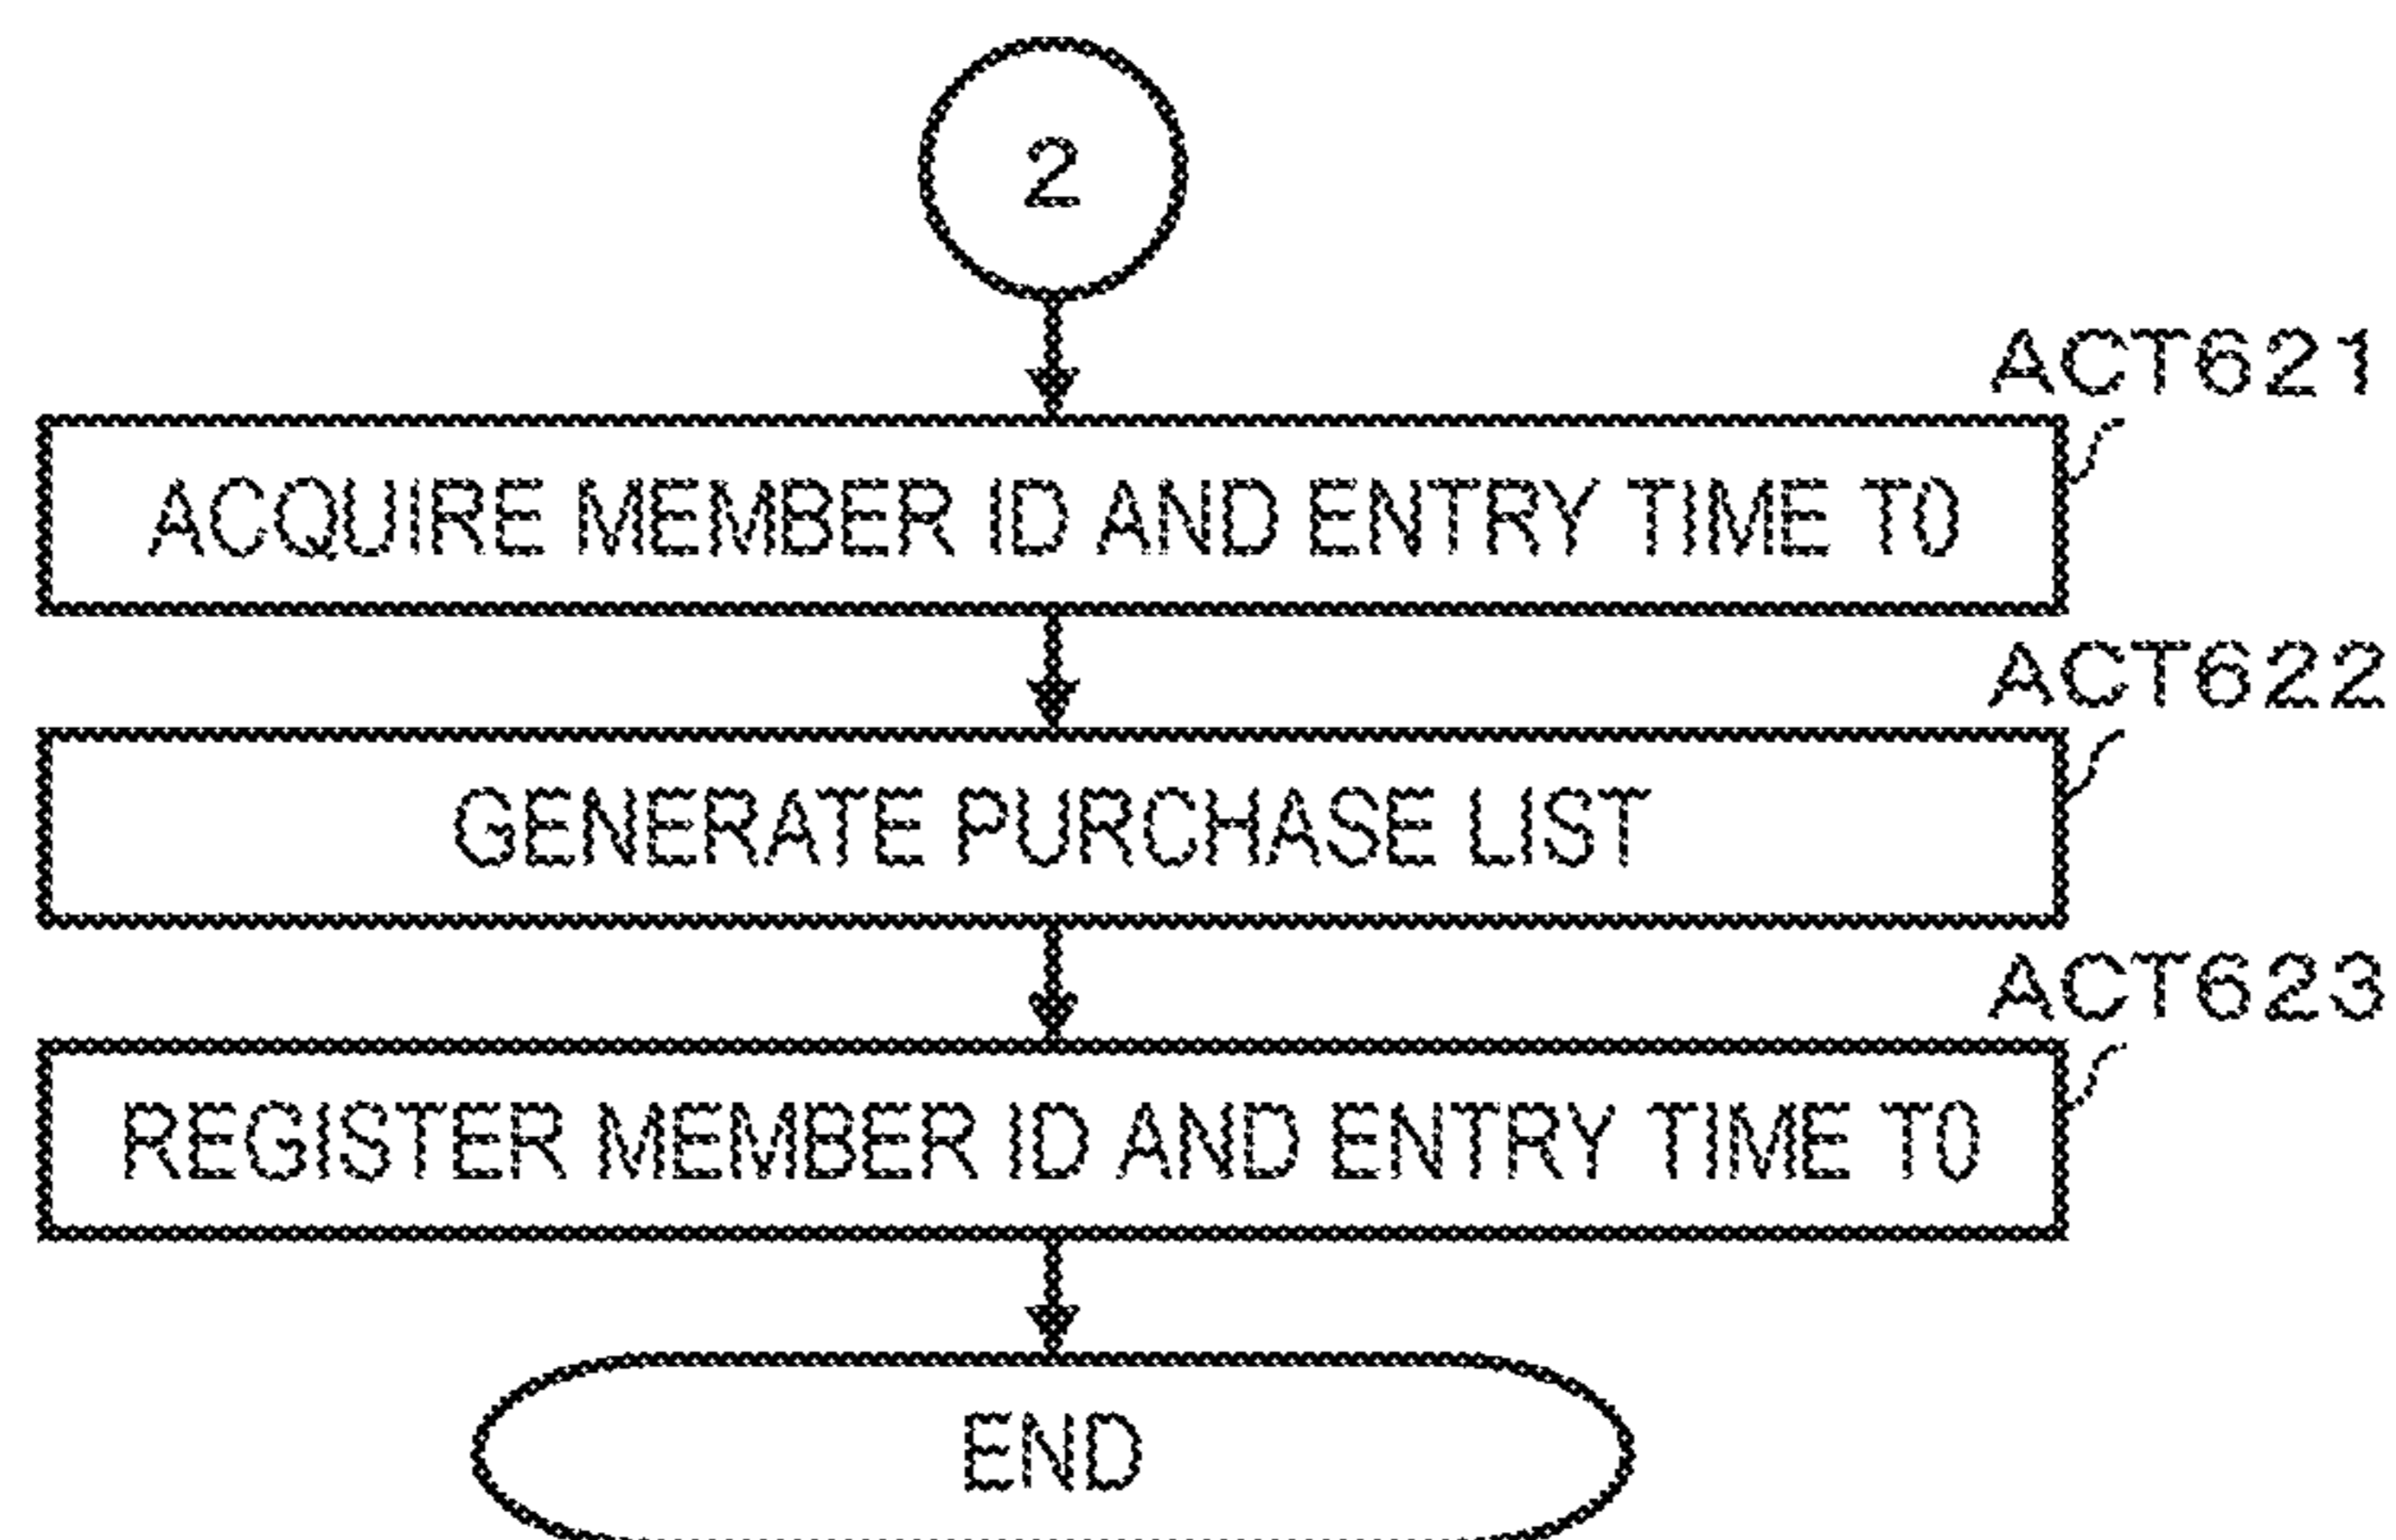 2
ACT621
ACQUIRE MEMBER ID AND ENTRY TIME T0
ACT622
GENERATE PURCHASE LIST
ACT623
REGISTER MEMBER ID AND ENTRY TIME T0
END